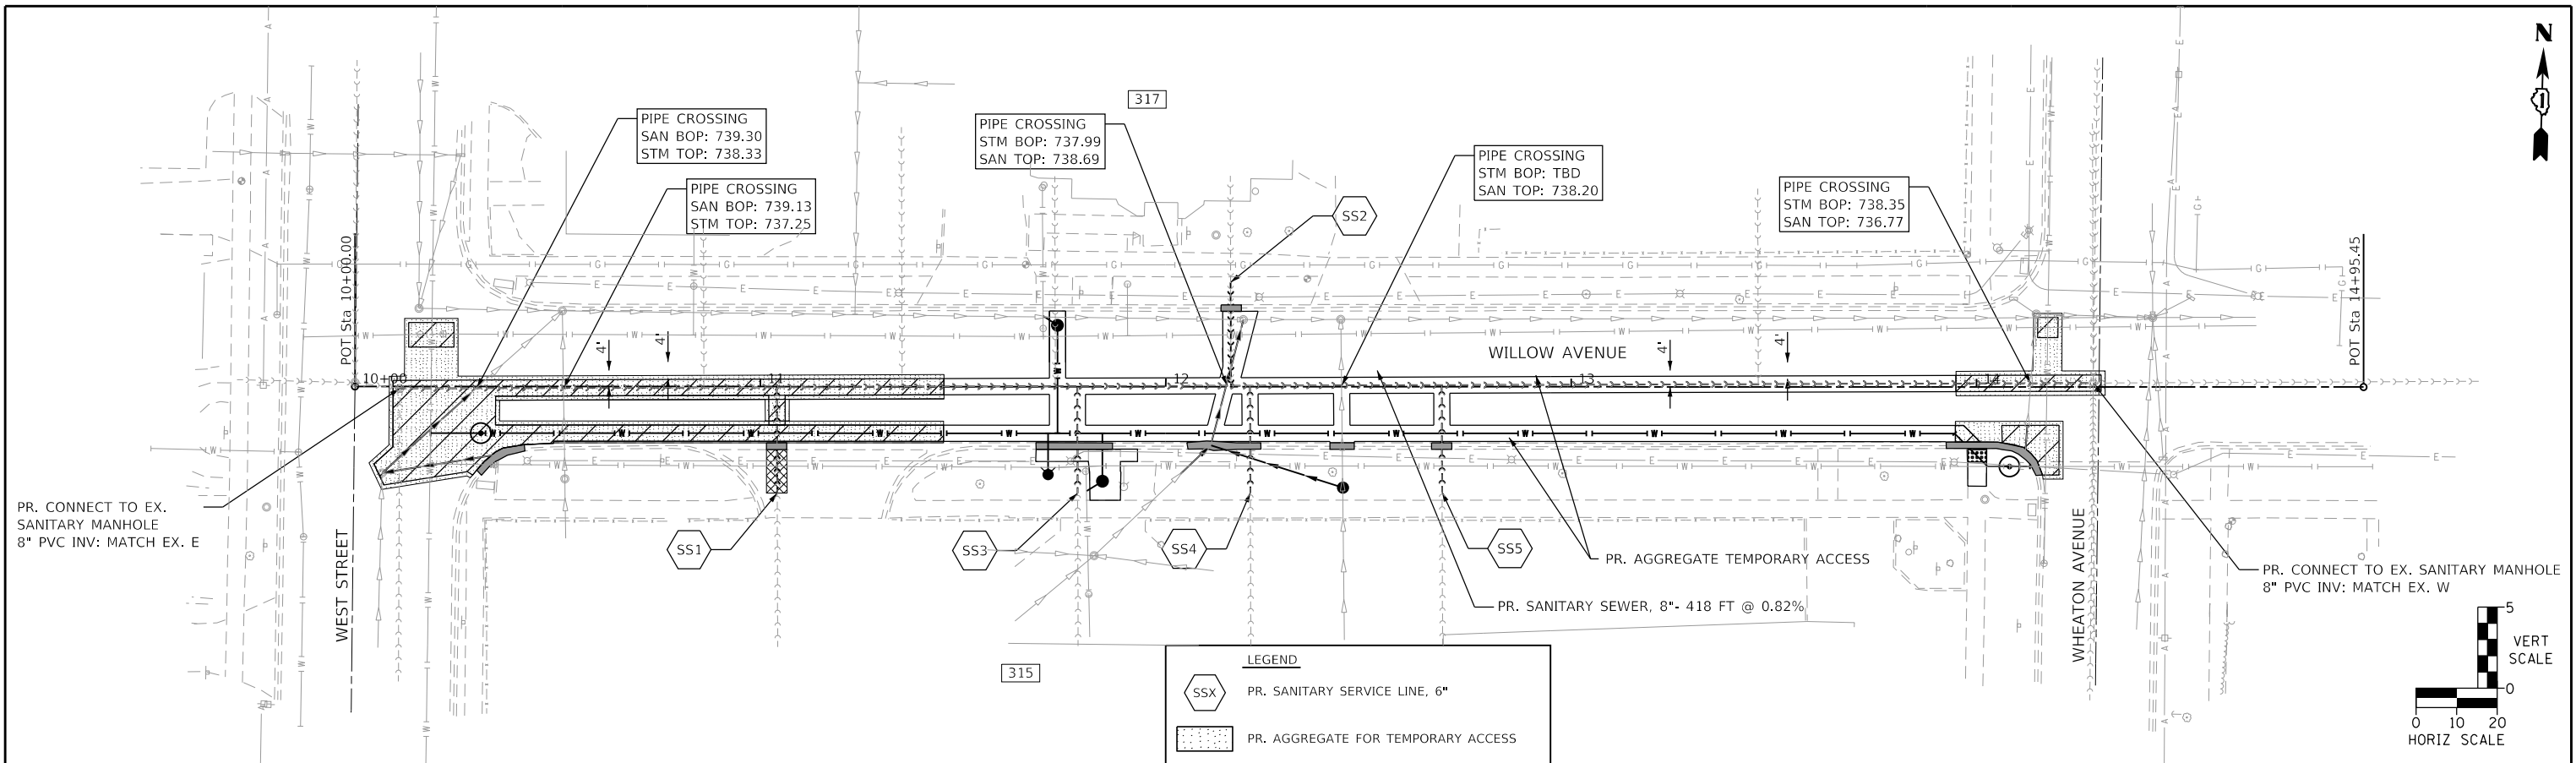 N
1
317
PIPE CROSSING
SAN BOP: 739.30
STM TOP: 738.33
PIPE CROSSING
SAN BOP: 739.13
STM TOP: 737.25
PIPE CROSSING
STM BOP: 737.99
SAN TOP: 738.69
PIPE CROSSING
STM BOP: TBD
SAN TOP: 738.20
PIPE CROSSING
STM BOP: 738.35
SAN TOP: 736.77
SS2
POT Sta 10+00.00
POT Sta 14+95.45
4'
4'
WILLOW AVENUE
4'
4'
10+00
11
12
13
14
PR. CONNECT TO EX.
SANITARY MANHOLE
8" PVC INV: MATCH EX. E
WEST STREET
SS1
SS3
SS4
SS5
PR. AGGREGATE TEMPORARY ACCESS
PR. SANITARY SEWER, 8"- 418 FT @ 0.82%
WHEATON AVENUE
PR. CONNECT TO EX. SANITARY MANHOLE
8" PVC INV: MATCH EX. W
315
LEGEND
SSX
PR. SANITARY SERVICE LINE, 6"
PR. AGGREGATE FOR TEMPORARY ACCESS
5
VERT
SCALE
0
0 10 20
HORIZ SCALE